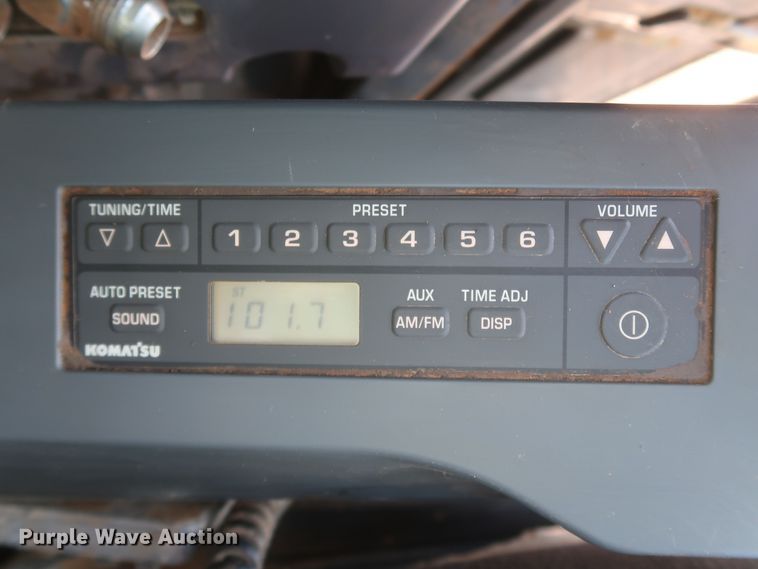 TUNING/TIME
PRESET
VOLUME
1 2 3 4 5 6
AUTO PRESET
SOUND
ST
101.7
AUX
AM/FM
TIME ADJ
DISP
KOMATSU
Purple Wave Auction